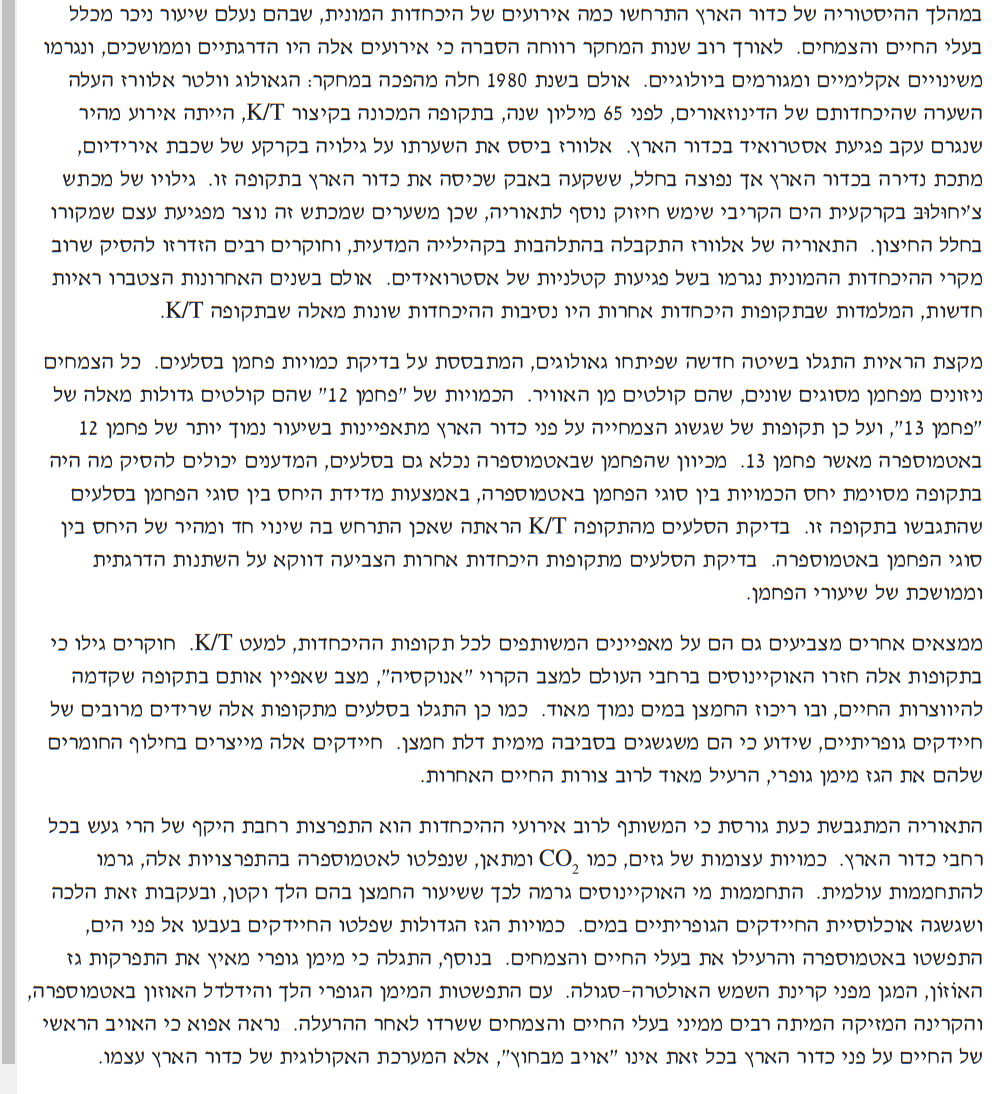 במהלך ההיסטוריה של כדור הארץ התרחשו כמה אירועים של היכחדות המונית, שבהם נעלם שיעור ניכר מכלל
בעלי החיים והצמחים. לאורך רוב שנות המחקר רווחה הסברה כי אירועים אלה היו הדרגתיים וממושכים, ונגרמו
משינויים אקלימיים ומגורמים ביולוגיים. אולם בשנת 1980 חלה מהפכה במחקר: הגאולוג וולטר אלוורז העלה
השערה שהיכחדותם של הדינוזאורים, לפני 65 מיליון שנה, בתקופה המכונה בקיצור K/T, הייתה אירוע מהיר
שנגרם עקב פגיעת אסטרואיד בכדור הארץ. אלוורז ביסס את השערתו על גילויה בקרקע של שכבת אירידיום,
מתכת נדירה בכדור הארץ אך נפוצה בחלל, ששקעה באבק שכיסה את כדור הארץ בתקופה זו. גילויו של מכתש
צ׳יחוּלוּבּ בקרקעית הים הקריבי שימש חיזוק נוסף לתאוריה, שכן משערים שמכתש זה נוצר מפגיעת עצם שמקורו
בחלל החיצון. התאוריה של אלוורז התקבלה בהתלהבות בקהילייה המדעית, וחוקרים רבים הזדרזו להסיק שרוב
מקרי ההיכחדות ההמונית נגרמו בשל פגיעות קטלניות של אסטרואידים. אולם בשנים האחרונות הצטברו ראיות
חדשות, המלמדות שבתקופות היכחדות אחרות היו נסיבות ההיכחדות שונות מאלה שבתקופה K/T.
מקצת הראיות התגלו בשיטה חדשה שפיתחו גאולוגים, המתבססת על בדיקת כמויות פחמן בסלעים. כל הצמחים
ניזונים מפחמן מסוגים שונים, שהם קולטים מן האוויר. הכמויות של ״פחמן 12״ שהם קולטים גדולות מאלה של
״פחמן 13״, ועל כן תקופות של שגשוג הצמחייה על פני כדור הארץ מתאפיינות בשיעור נמוך יותר של פחמן 12
באטמוספרה מאשר פחמן 13. מכיוון שהפחמן שבאטמוספרה נכלא גם בסלעים, המדענים יכולים להסיק מה היה
בתקופה מסוימת יחס הכמויות בין סוגי הפחמן באטמוספרה, באמצעות מדידת היחס בין סוגי הפחמן בסלעים
שהתגבשו בתקופה זו. בדיקת הסלעים מהתקופה K/T הראתה שאכן התרחש בה שינוי חד ומהיר של היחס בין
סוגי הפחמן באטמוספרה. בדיקת הסלעים מתקופות היכחדות אחרות הצביעה דווקא על השתנות הדרגתית
וממושכת של שיעורי הפחמן.
ממצאים אחרים מצביעים גם הם על מאפיינים המשותפים לכל תקופות ההיכחדות, למעט K/T. חוקרים גילו כי
בתקופות אלה חזרו האוקיינוסים ברחבי העולם למצב הקרוי ״אנוקסיה״, מצב שאפיין אותם בתקופה שקדמה
להיווצרות החיים, ובו ריכוז החמצן במים נמוך מאוד. כמו כן התגלו בסלעים מתקופות אלה שרידים מרובים של
חיידקים גופריתיים, שידוע כי הם משגשגים בסביבה מימית דלת חמצן. חיידקים אלה מייצרים בחילוף החומרים
שלהם את הגז מימן גופרי, הרעיל מאוד לרוב צורות החיים האחרות.
התאוריה המתגבשת כעת גורסת כי המשותף לרוב אירועי ההיכחדות הוא התפרצות רחבת היקף של הרי געש בכל
רחבי כדור הארץ. כמויות עצומות של גזים, כמו CO₂ ומתאן, שנפלטו לאטמוספרה בהתפרצויות אלה, גרמו
להתחממות עולמית. התחממות מי האוקיינוסים גרמה לכך ששיעור החמצן בהם הלך וקטן, ובעקבות זאת הלכה
ושגשגה אוכלוסיית החיידקים הגופריתיים במים. כמויות הגז הגדולות שפלטו החיידקים בעבעו אל פני הים,
התפשטו באטמוספרה והרעילו את בעלי החיים והצמחים. בנוסף, התגלה כי מימן גופרי מאיץ את התפרקות גז
האוֹזוֹן, המגן מפני קרינת השמש האולטרה-סגולה. עם התפשטות המימן הגופרי הלך והידלדל האוזון באטמוספרה,
והקרינה המזיקה המיתה רבים ממיני בעלי החיים והצמחים ששרדו לאחר ההרעלה. נראה אפוא כי האויב הראשי
של החיים על פני כדור הארץ בכל זאת אינו ״אויב מבחוץ״, אלא המערכת האקולוגית של כדור הארץ עצמו.